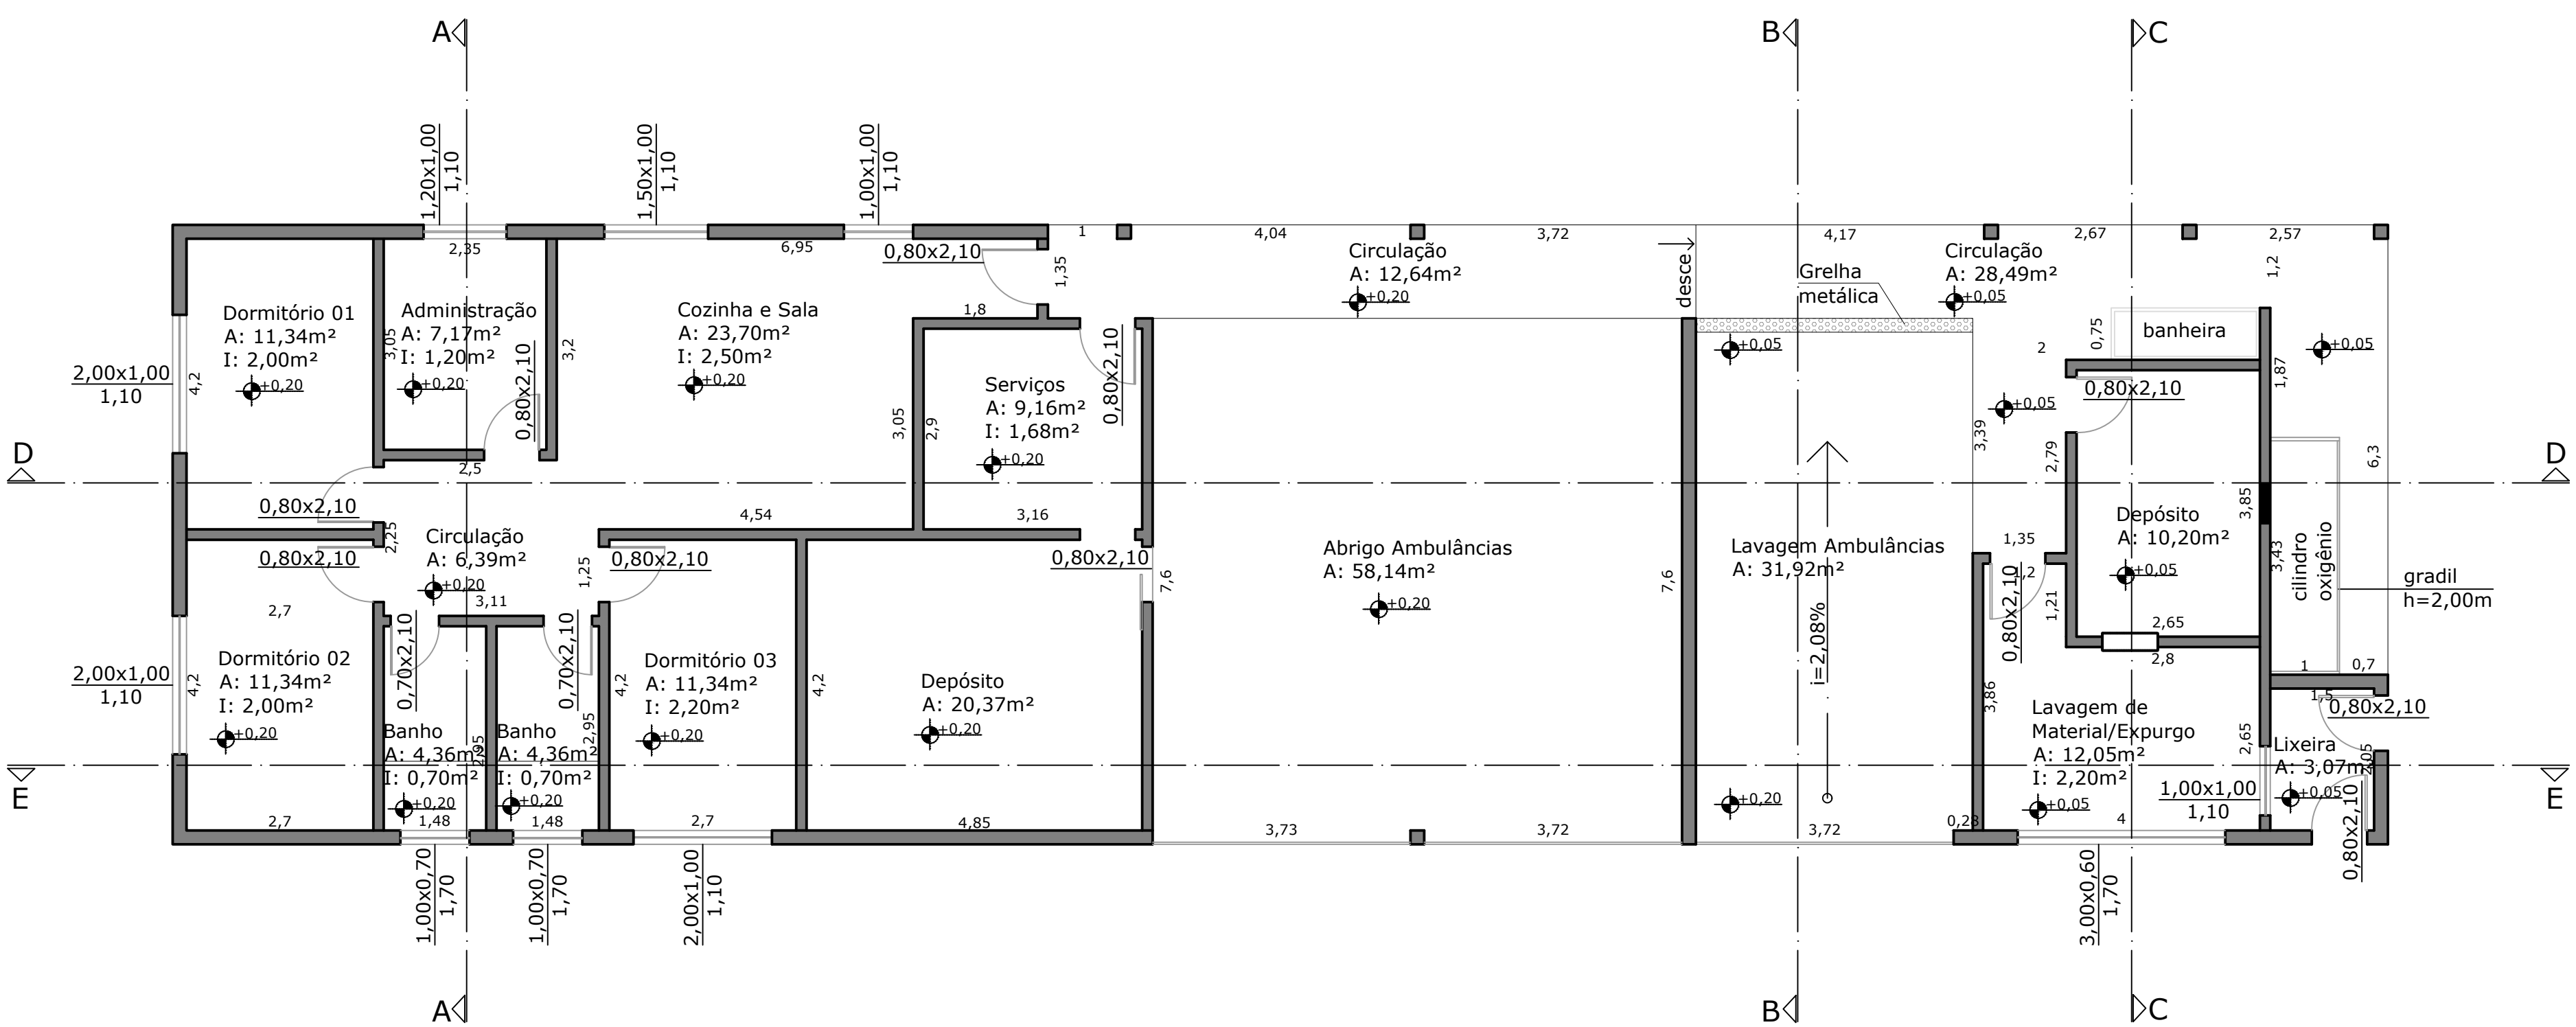 A
B
C
1,20x1,00
1,10
1,50x1,00
1,10
1,00x1,00
1,10
2,35
6,95
0,80x2,10
1
1,35
4,04
3,72
desce
4,17
2,67
2,57
1,2
Circulação
A: 12,64m²
+0,20
Grelha
metálica
Circulação
A: 28,49m²
+0,05
Dormitório 01
A: 11,34m²
I: 2,00m²
+0,20
4,2
2,00x1,00
1,10
Administração
A: 7,17m²
I: 1,20m²
+0,20
3,05
0,80x2,10
3,2
2,5
Cozinha e Sala
A: 23,70m²
I: 2,50m²
+0,20
1,8
3,05
2,9
Serviços
A: 9,16m²
I: 1,68m²
+0,20
0,80x2,10
+0,05
2
0,75
banheira
+0,05
1,87
0,80x2,10
+0,05
3,39
2,79
6,3
D
D
0,80x2,10
2,25
4,54
3,16
0,80x2,10
Circulação
A: 6,39m²
+0,20
1,25
0,80x2,10
0,80x2,10
3,11
2,7
7,6
Abrigo Ambulâncias
A: 58,14m²
+0,20
7,6
Lavagem Ambulâncias
A: 31,92m²
i=2,08%
1,35
1,2
0,80x2,10
1,21
Depósito
A: 10,20m²
+0,05
3,85
3,43
cilindro
oxigênio
gradil
h=2,00m
2,65
2,8
1
0,7
1,5
0,80x2,10
2,00x1,00
1,10
4,2
Dormitório 02
A: 11,34m²
I: 2,00m²
+0,20
0,70x2,10
0,70x2,10
Banho
A: 4,36m²
I: 0,70m²
+0,20
2,95
Banho
A: 4,36m²
I: 0,70m²
+0,20
2,95
4,2
Dormitório 03
A: 11,34m²
I: 2,20m²
+0,20
4,2
Depósito
A: 20,37m²
+0,20
+0,20
3,86
Lavagem de
Material/Expurgo
A: 12,05m²
I: 2,20m²
+0,05
2,65
1,00x1,00
1,10
Lixeira
A: 3,07m²
+0,05
2,05
0,80x2,10
E
E
2,7
1,48
1,48
2,7
4,85
3,73
3,72
3,72
0,28
4
1,00x0,70
1,70
1,00x0,70
1,70
2,00x1,00
1,10
3,00x0,60
1,70
A
B
C